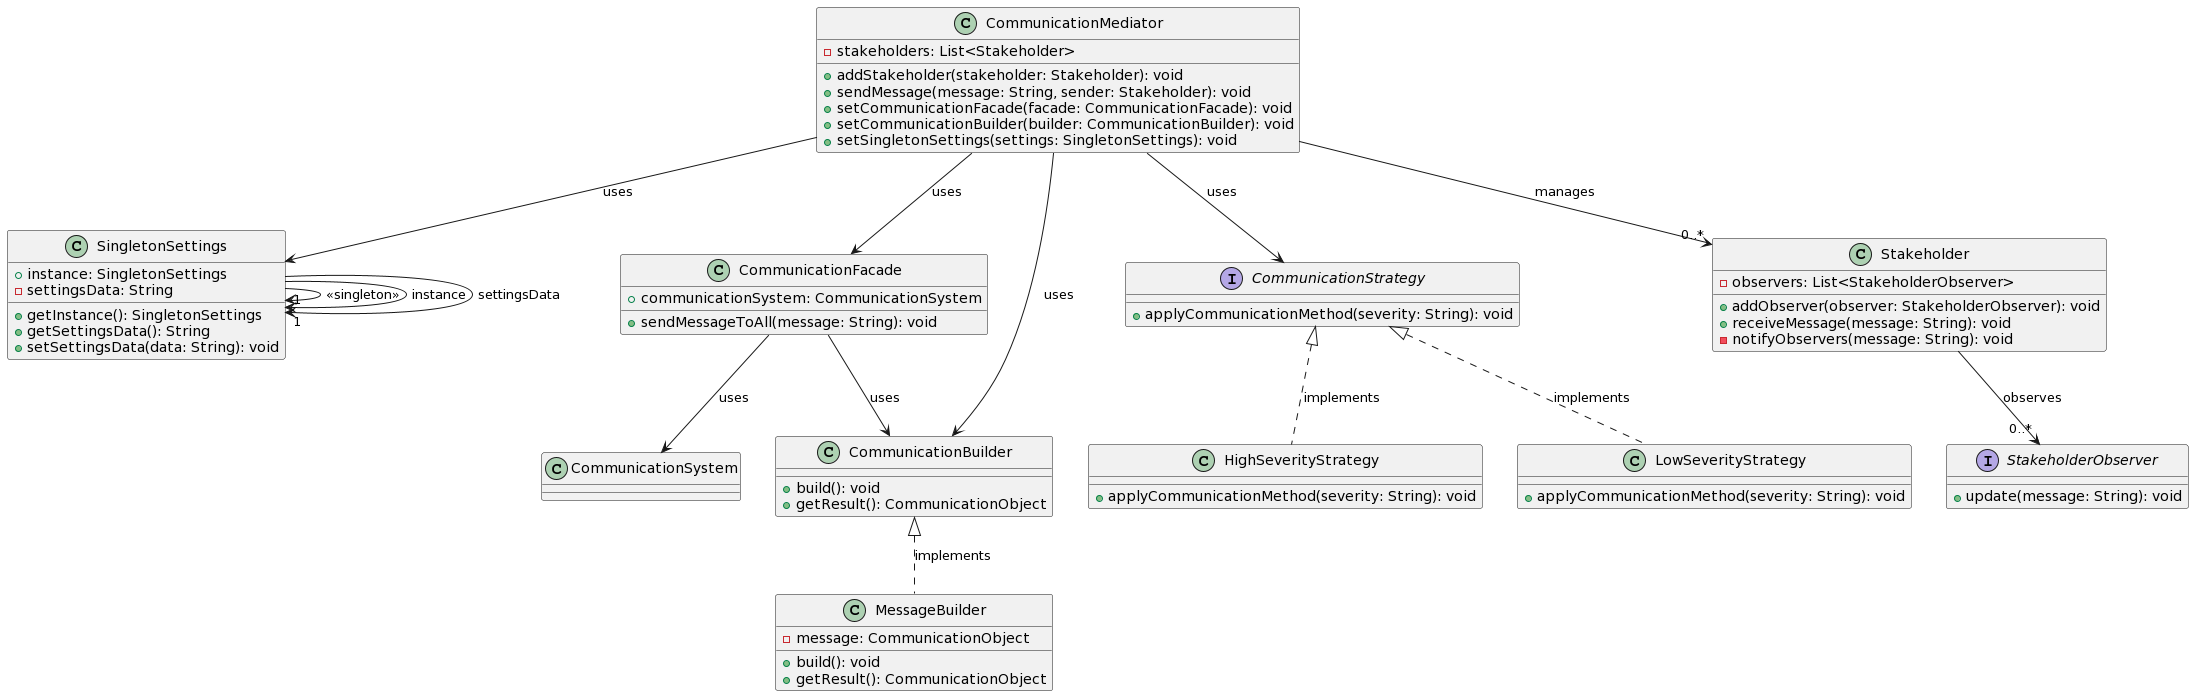 C CommunicationMediator
stakeholders: List<Stakeholder>
addStakeholder(stakeholder: Stakeholder): void
sendMessage(message: String, sender: Stakeholder): void
setCommunicationFacade(facade: CommunicationFacade): void
setCommunicationBuilder(builder: CommunicationBuilder): void
setSingletonSettings(settings: SingletonSettings): void
uses
uses
uses
uses
manages
0..*
C SingletonSettings
instance: SingletonSettings
settingsData: String
getInstance(): SingletonSettings
getSettingsData(): String
setSettingsData(data: String): void
«singleton»
instance
settingsData
1
1
C CommunicationFacade
communicationSystem: CommunicationSystem
sendMessageToAll(message: String): void
I CommunicationStrategy
applyCommunicationMethod(severity: String): void
C Stakeholder
observers: List<StakeholderObserver>
addObserver(observer: StakeholderObserver): void
receiveMessage(message: String): void
notifyObservers(message: String): void
uses
uses
implements
implements
observes
0..*
C CommunicationSystem
C CommunicationBuilder
build(): void
getResult(): CommunicationObject
C HighSeverityStrategy
applyCommunicationMethod(severity: String): void
C LowSeverityStrategy
applyCommunicationMethod(severity: String): void
I StakeholderObserver
update(message: String): void
implements
C MessageBuilder
message: CommunicationObject
build(): void
getResult(): CommunicationObject